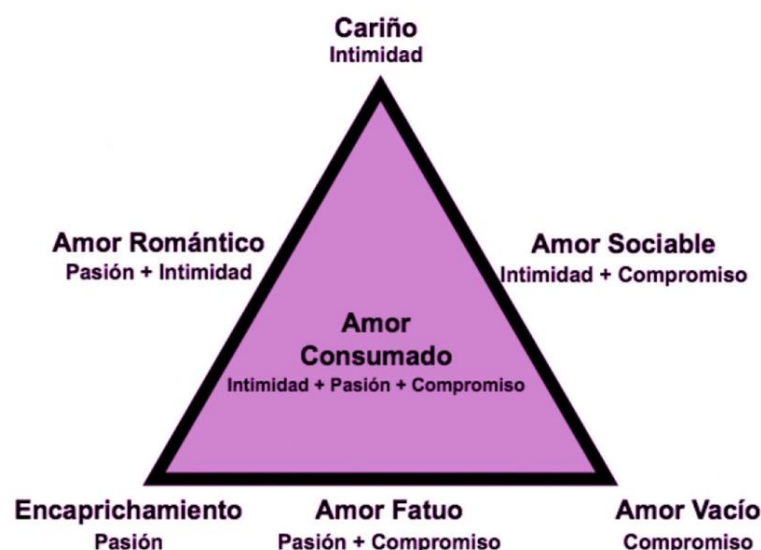 Cariño
Intimidad
Amor Romántico
Pasión + Intimidad
Amor Sociable
Intimidad + Compromiso
Amor
Consumado
Intimidad + Pasión + Compromiso
Encaprichamiento
Pasión
Amor Fatuo
Pasión + Compromiso
Amor Vacío
Compromiso